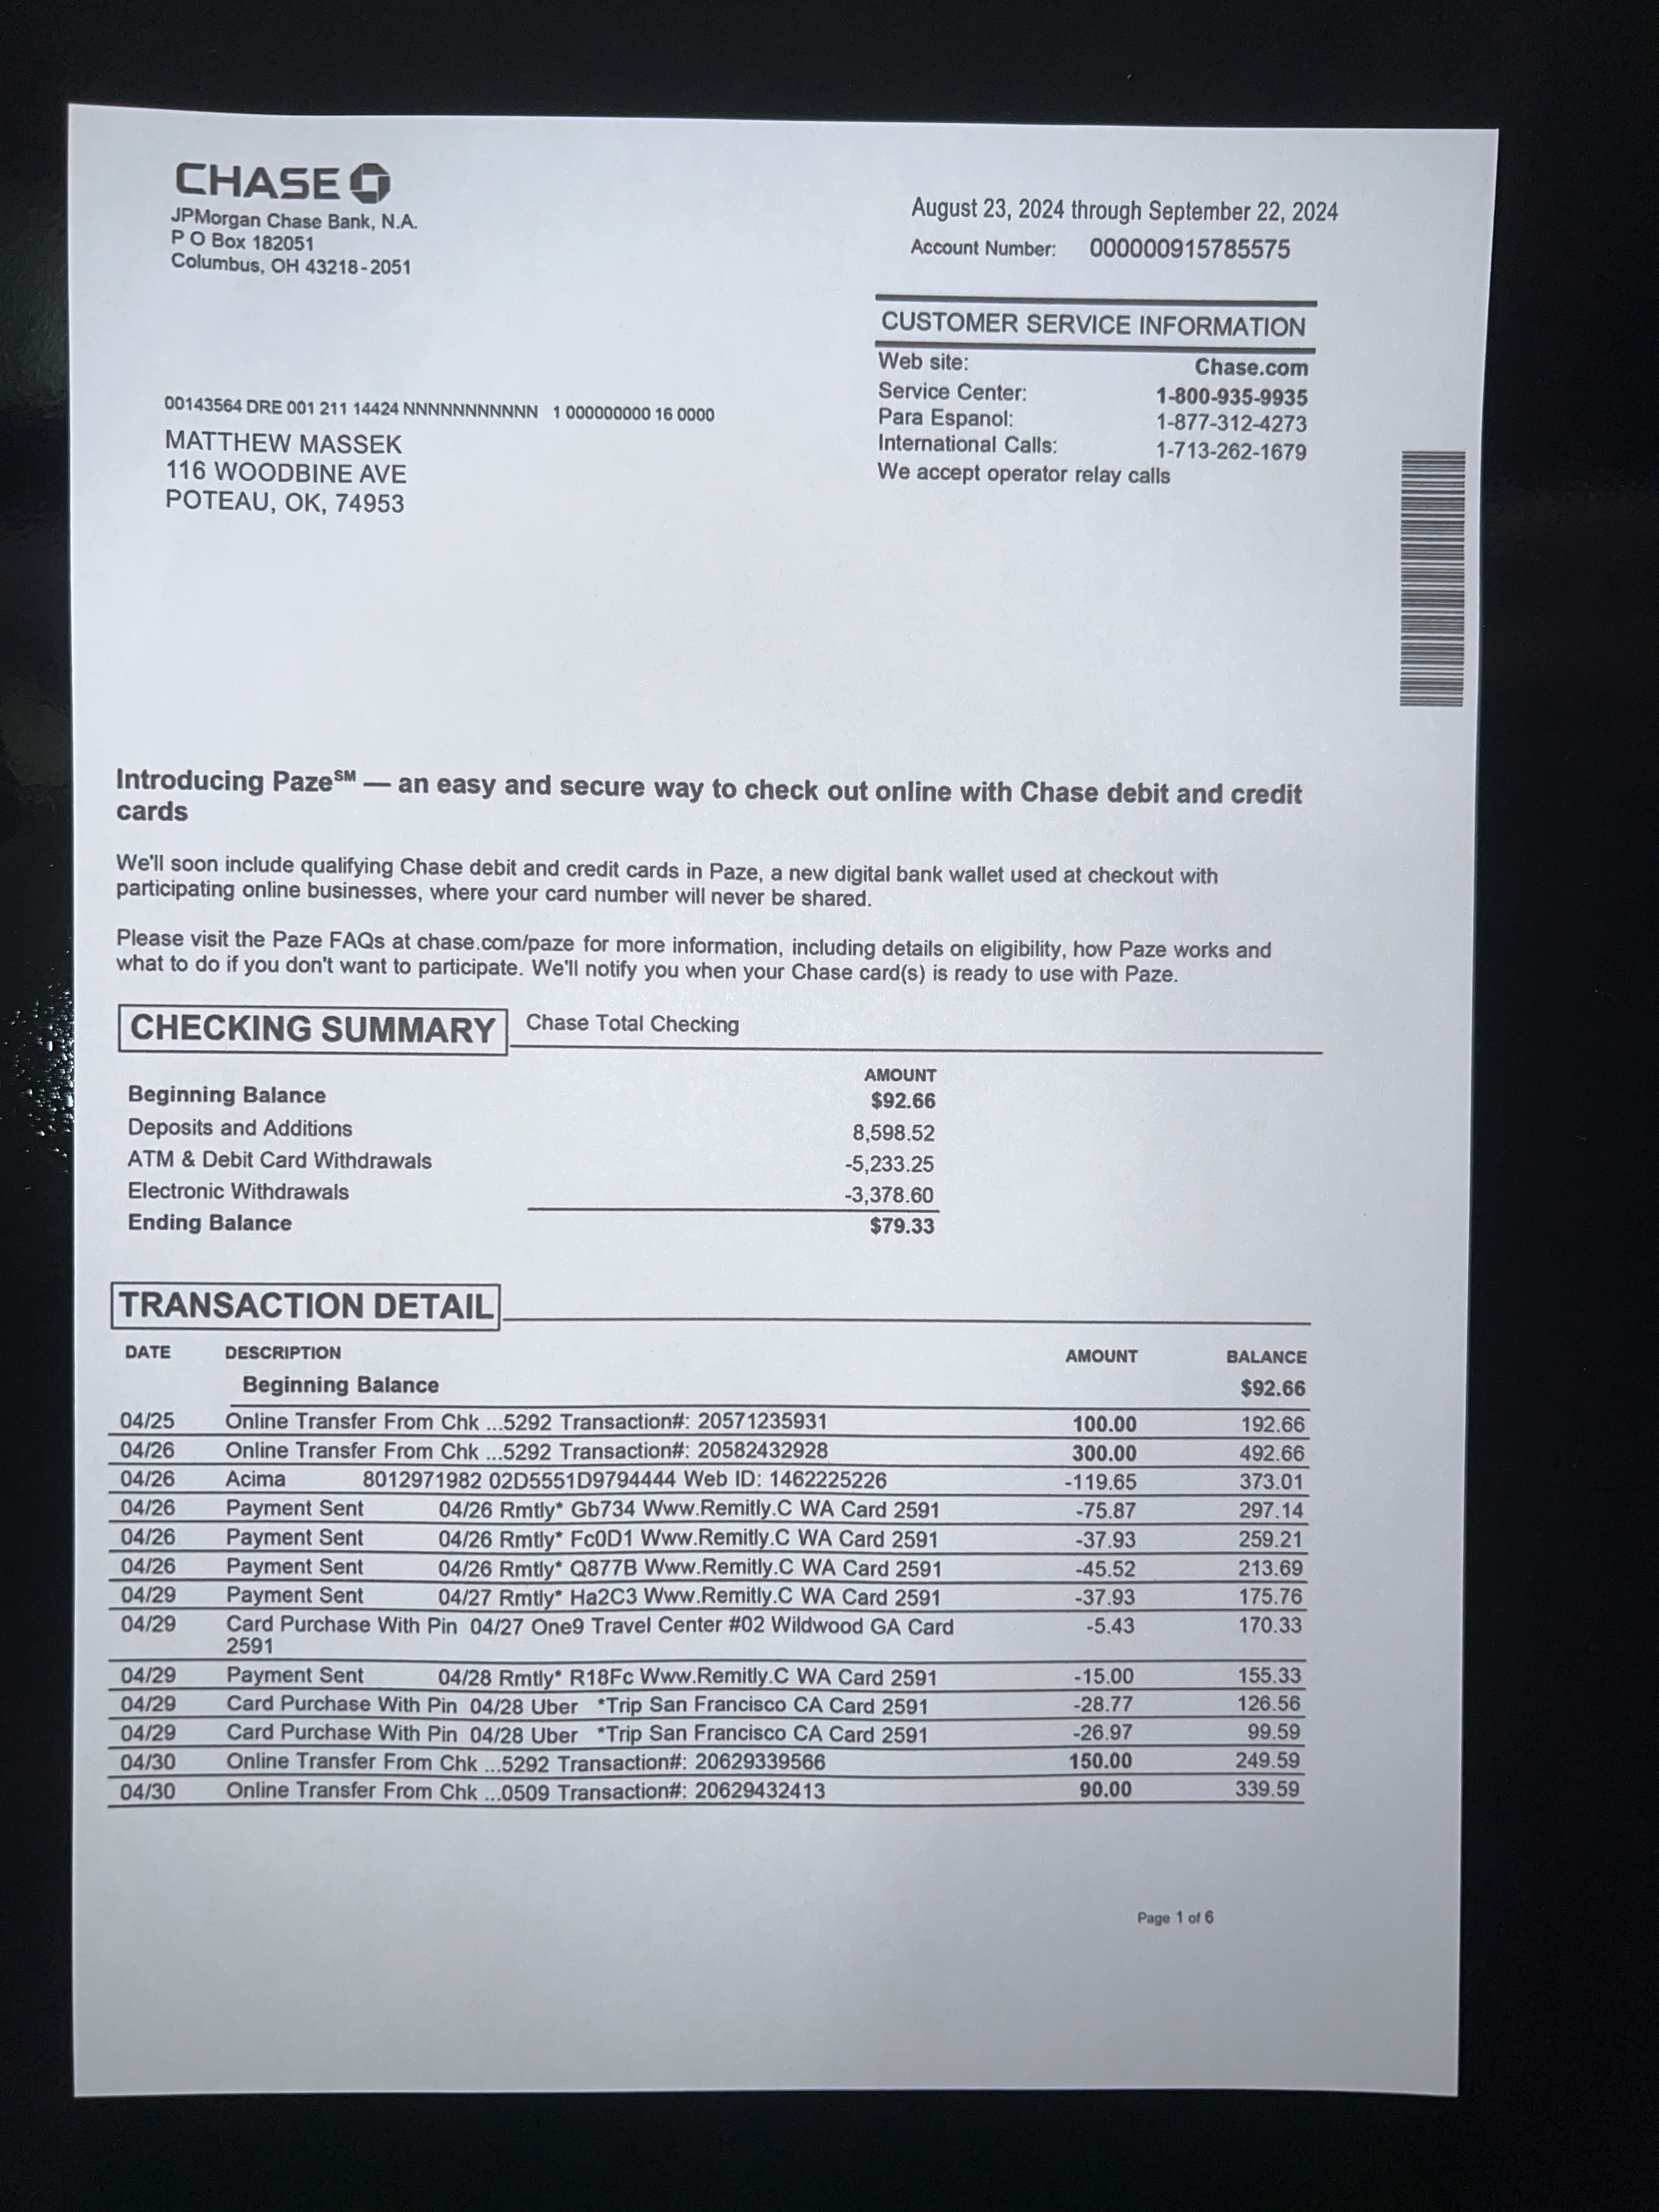 CHASE
JPMorgan Chase Bank, N.A.
P O Box 182051
Columbus, OH 43218-2051
August 23, 2024 through September 22, 2024
Account Number: 000000915785575
CUSTOMER SERVICE INFORMATION
Web site: Chase.com
Service Center: 1-800-935-9935
Para Espanol: 1-877-312-4273
International Calls: 1-713-262-1679
We accept operator relay calls
00143564 DRE 001 211 14424 NNNNNNNNNNN 1 000000000 16 0000
MATTHEW MASSEK
116 WOODBINE AVE
POTEAU, OK, 74953
Introducing Paze℠ — an easy and secure way to check out online with Chase debit and credit
cards
We'll soon include qualifying Chase debit and credit cards in Paze, a new digital bank wallet used at checkout with
participating online businesses, where your card number will never be shared.
Please visit the Paze FAQs at chase.com/paze for more information, including details on eligibility, how Paze works and
what to do if you don't want to participate. We'll notify you when your Chase card(s) is ready to use with Paze.
CHECKING SUMMARY Chase Total Checking
AMOUNT
Beginning Balance $92.66
Deposits and Additions 8,598.52
ATM & Debit Card Withdrawals -5,233.25
Electronic Withdrawals -3,378.60
Ending Balance $79.33
TRANSACTION DETAIL
DATE DESCRIPTION AMOUNT BALANCE
Beginning Balance $92.66
04/25 Online Transfer From Chk ...5292 Transaction#: 20571235931 100.00 192.66
04/26 Online Transfer From Chk ...5292 Transaction#: 20582432928 300.00 492.66
04/26 Acima 8012971982 02D5551D9794444 Web ID: 1462225226 -119.65 373.01
04/26 Payment Sent 04/26 Rmtly* Gb734 Www.Remitly.C WA Card 2591 -75.87 297.14
04/26 Payment Sent 04/26 Rmtly* Fc0D1 Www.Remitly.C WA Card 2591 -37.93 259.21
04/26 Payment Sent 04/26 Rmtly* Q877B Www.Remitly.C WA Card 2591 -45.52 213.69
04/29 Payment Sent 04/27 Rmtly* Ha2C3 Www.Remitly.C WA Card 2591 -37.93 175.76
04/29 Card Purchase With Pin 04/27 One9 Travel Center #02 Wildwood GA Card -5.43 170.33
2591
04/29 Payment Sent 04/28 Rmtly* R18Fc Www.Remitly.C WA Card 2591 -15.00 155.33
04/29 Card Purchase With Pin 04/28 Uber *Trip San Francisco CA Card 2591 -28.77 126.56
04/29 Card Purchase With Pin 04/28 Uber *Trip San Francisco CA Card 2591 -26.97 99.59
04/30 Online Transfer From Chk ...5292 Transaction#: 20629339566 150.00 249.59
04/30 Online Transfer From Chk ...0509 Transaction#: 20629432413 90.00 339.59
Page 1 of 6